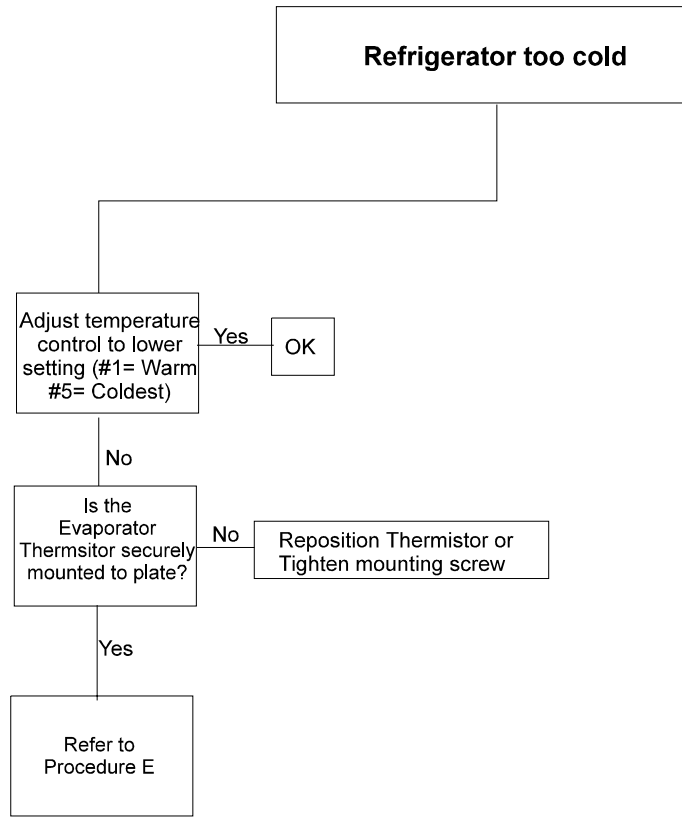 Refrigerator too cold
Adjust temperature
control to lower
setting (#1= Warm
#5= Coldest)
Yes
OK
No
Is the
Evaporator
Thermsitor securely
mounted to plate?
No
Reposition Thermistor or
Tighten mounting screw
Yes
Refer to
Procedure E